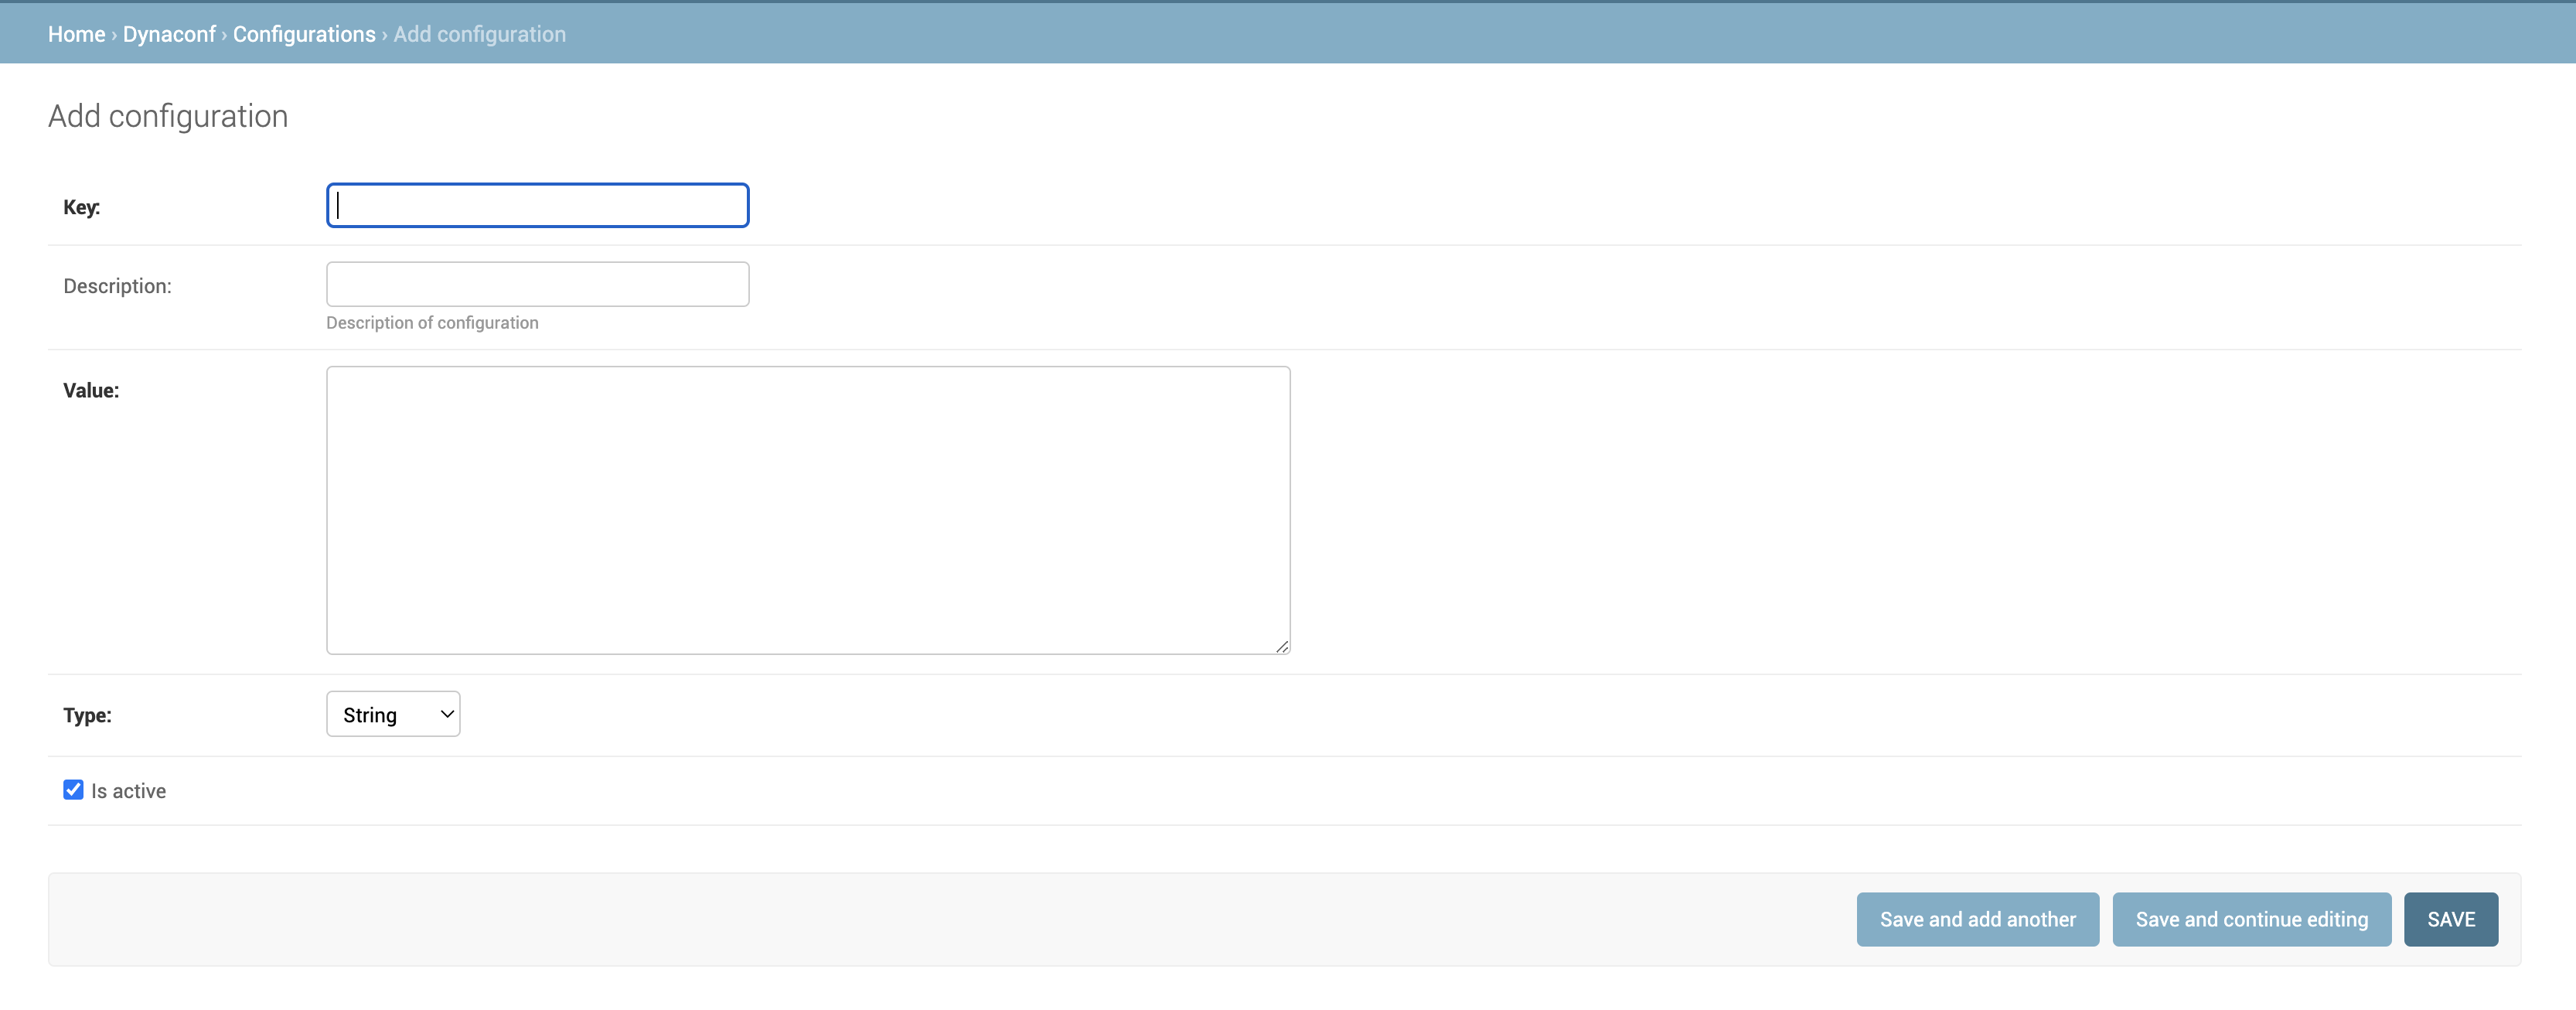 Home › Dynaconf › Configurations › Add configuration
Add configuration
Key:
Description:
Description of configuration
Value:
Type: String
Is active
Save and add another Save and continue editing SAVE